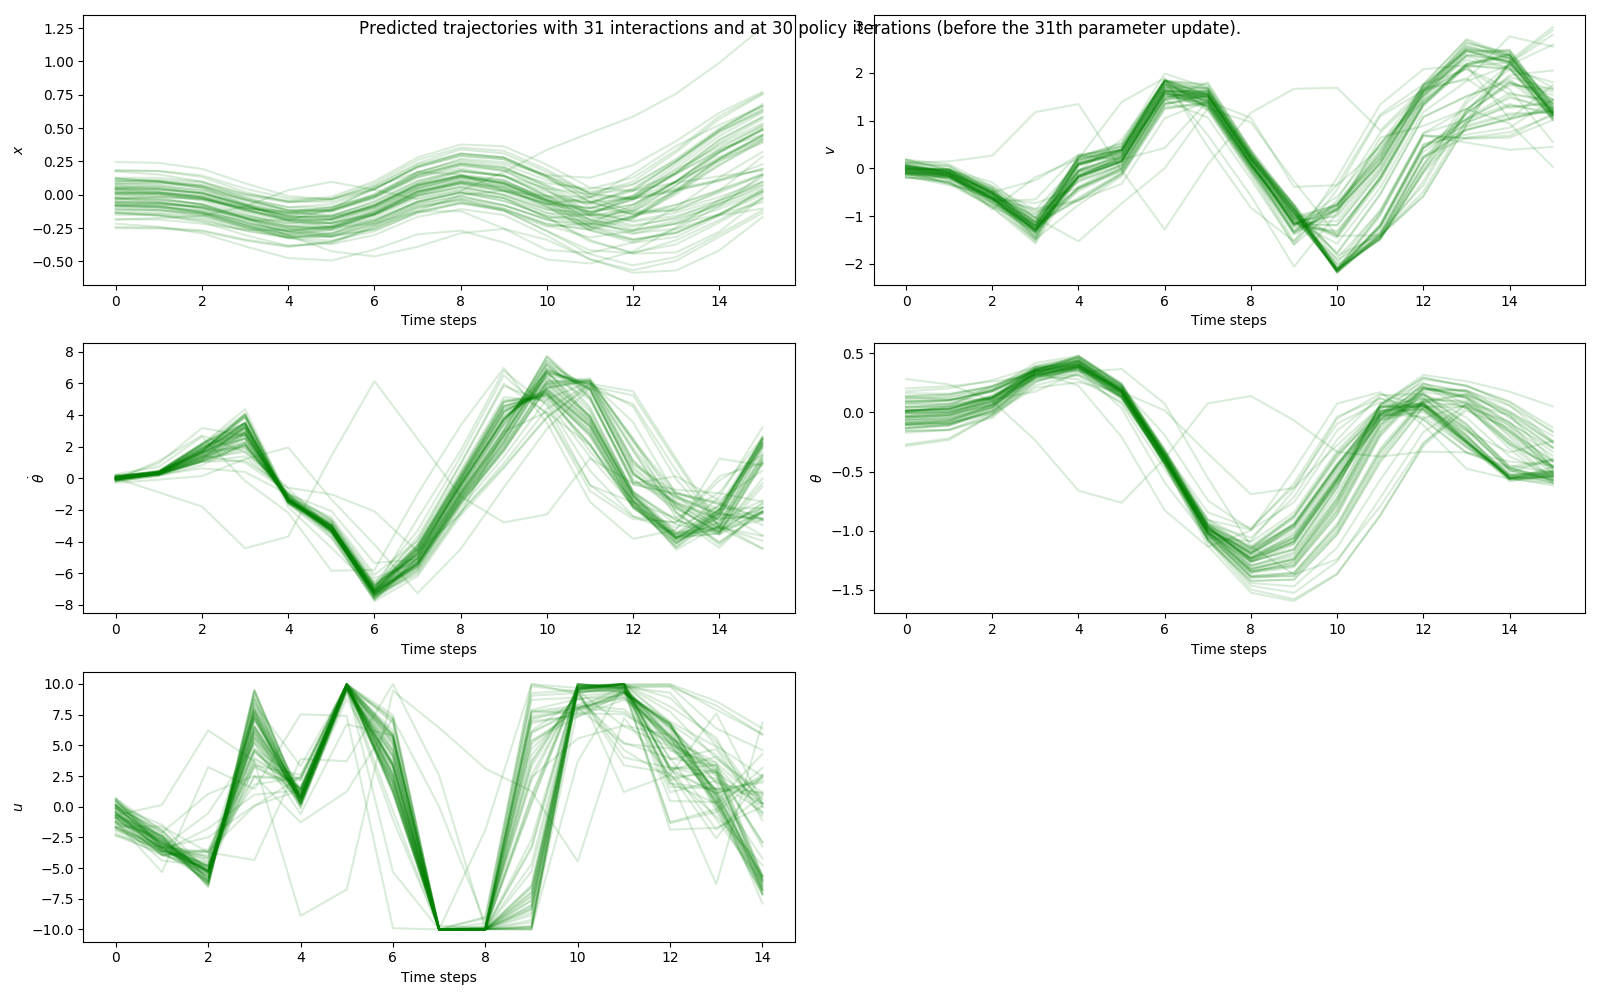 Predicted trajectories with 31 interactions and at 30 policy iterations (before the 31th parameter update).
1.25
1.00
0.75
0.50
0.25
0.00
−0.25
−0.50
x
0 2 4 6 8 10 12 14
Time steps
3
2
1
0
−1
−2
v
0 2 4 6 8 10 12 14
Time steps
8
6
4
2
0
−2
−4
−6
−8
θ̇
0 2 4 6 8 10 12 14
Time steps
0.5
0.0
−0.5
−1.0
−1.5
θ
0 2 4 6 8 10 12 14
Time steps
10.0
7.5
5.0
2.5
0.0
−2.5
−5.0
−7.5
−10.0
u
0 2 4 6 8 10 12 14
Time steps